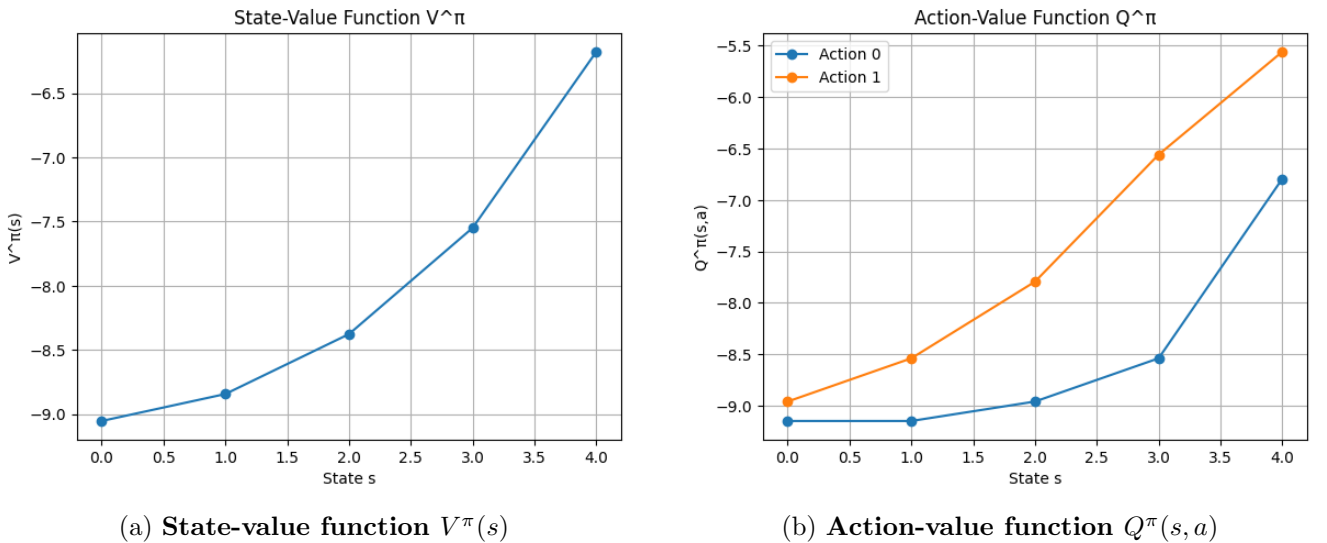 State-Value Function V^π
−6.5
−7.0
−7.5
−8.0
−8.5
−9.0
V^π(s)
0.0 0.5 1.0 1.5 2.0 2.5 3.0 3.5 4.0
State s
(a) State-value function V^π(s)
Action-Value Function Q^π
Action 0
Action 1
−5.5
−6.0
−6.5
−7.0
−7.5
−8.0
−8.5
−9.0
Q^π(s,a)
0.0 0.5 1.0 1.5 2.0 2.5 3.0 3.5 4.0
State s
(b) Action-value function Q^π(s, a)